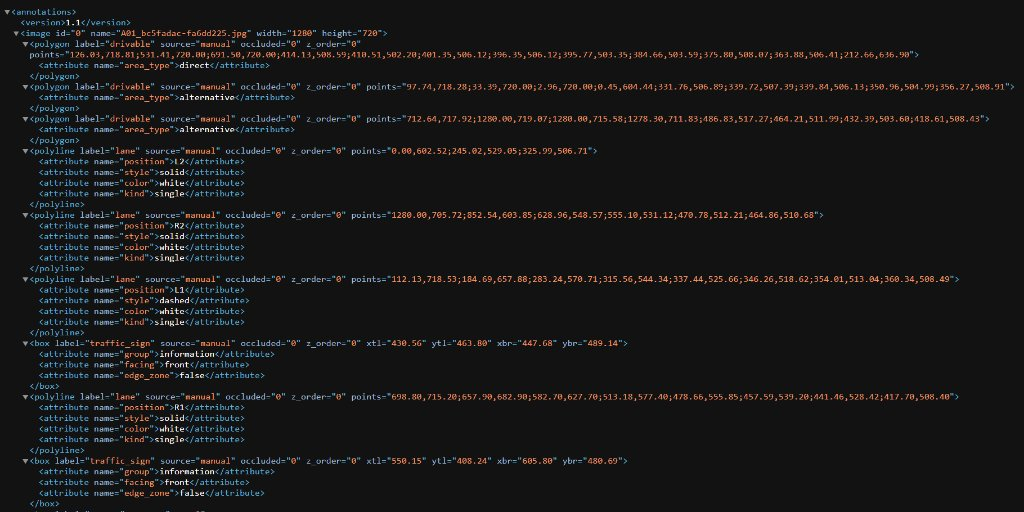 ▼<annotations>
<version>1.1</version>
▼<image id="0" name="A01_bc5fadac-fa6dd225.jpg" width="1280" height="720">
▼<polygon label="drivable" source="manual" occluded="0" z_order="0"
points="126.03,718.81;531.41,720.00;691.50,720.00;414.13,508.59;410.51,502.20;401.35,506.12;396.35,506.12;395.77,503.35;384.66,503.59;375.80,508.07;363.88,506.41;212.66,636.90">
<attribute name="area_type">direct</attribute>
</polygon>
▼<polygon label="drivable" source="manual" occluded="0" z_order="0" points="97.74,718.28;33.39,720.00;2.96,720.00;0.45,604.44;331.76,506.89;339.72,507.39;339.84,506.13;350.96,504.99;356.27,508.91">
<attribute name="area_type">alternative</attribute>
</polygon>
▼<polygon label="drivable" source="manual" occluded="0" z_order="0" points="712.64,717.92;1280.00,719.07;1280.00,715.58;1278.30,711.83;486.83,517.27;464.21,511.99;432.39,503.60;418.61,508.43">
<attribute name="area_type">alternative</attribute>
</polygon>
▼<polyline label="lane" source="manual" occluded="0" z_order="0" points="0.00,602.52;245.02,529.05;325.99,506.71">
<attribute name="position">L2</attribute>
<attribute name="style">solid</attribute>
<attribute name="color">white</attribute>
<attribute name="kind">single</attribute>
</polyline>
▼<polyline label="lane" source="manual" occluded="0" z_order="0" points="1280.00,705.72;852.54,603.85;628.96,548.57;555.10,531.12;470.78,512.21;464.86,510.68">
<attribute name="position">R2</attribute>
<attribute name="style">solid</attribute>
<attribute name="color">white</attribute>
<attribute name="kind">single</attribute>
</polyline>
▼<polyline label="lane" source="manual" occluded="0" z_order="0" points="112.13,718.53;184.69,657.88;283.24,570.71;315.56,544.34;337.44,525.66;346.26,518.62;354.01,513.04;360.34,508.49">
<attribute name="position">L1</attribute>
<attribute name="style">dashed</attribute>
<attribute name="color">white</attribute>
<attribute name="kind">single</attribute>
</polyline>
▼<box label="traffic_sign" source="manual" occluded="0" z_order="0" xtl="430.56" ytl="463.80" xbr="447.68" ybr="489.14">
<attribute name="group">information</attribute>
<attribute name="facing">front</attribute>
<attribute name="edge_zone">false</attribute>
</box>
▼<polyline label="lane" source="manual" occluded="0" z_order="0" points="698.80,715.20;657.90,682.90;582.70,627.70;513.18,577.40;478.66,555.85;457.59,539.20;441.46,528.42;417.70,508.40">
<attribute name="position">R1</attribute>
<attribute name="style">solid</attribute>
<attribute name="color">white</attribute>
<attribute name="kind">single</attribute>
</polyline>
▼<box label="traffic_sign" source="manual" occluded="0" z_order="0" xtl="550.15" ytl="408.24" xbr="605.80" ybr="480.69">
<attribute name="group">information</attribute>
<attribute name="facing">front</attribute>
<attribute name="edge_zone">false</attribute>
</box>